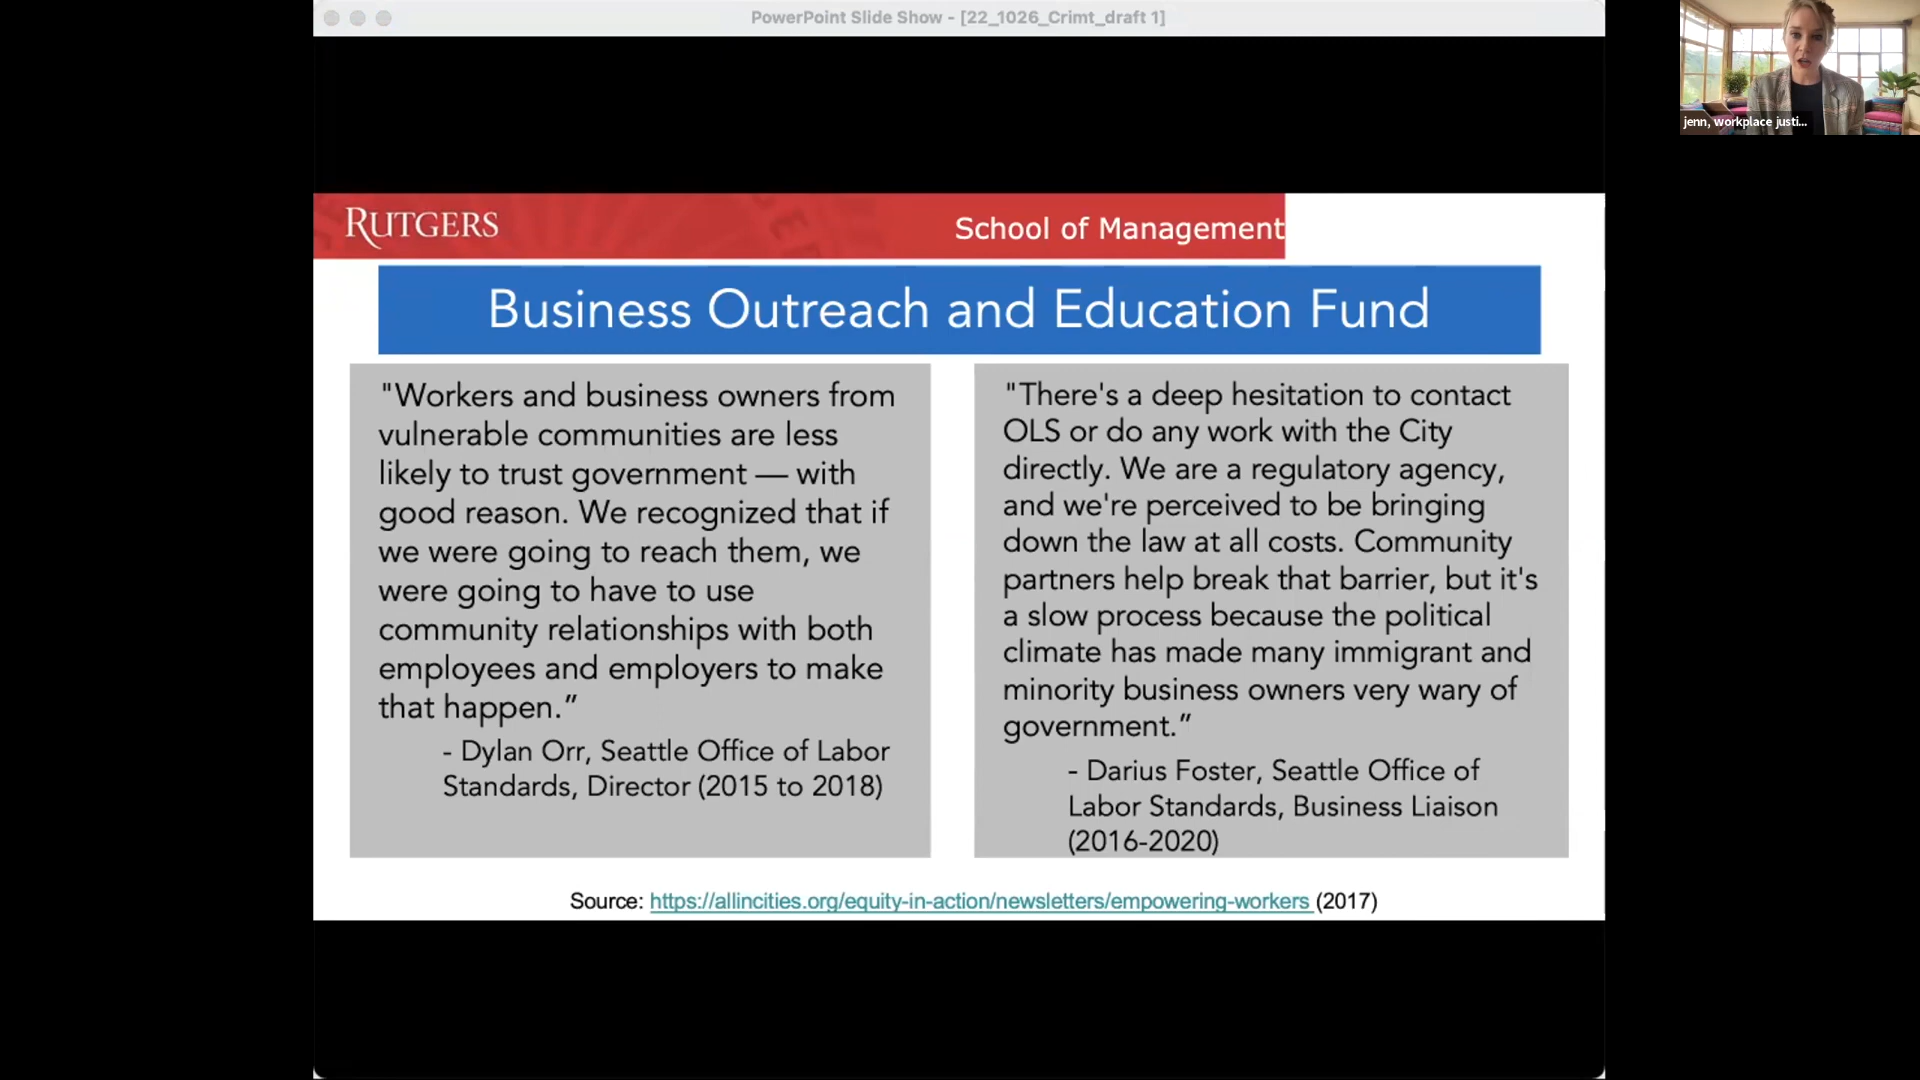 PowerPoint Slide Show - [22_1026_Crimt_draft 1]
jenn, workplace justi...
RUTGERS
School of Management
Business Outreach and Education Fund
"Workers and business owners from
vulnerable communities are less
likely to trust government — with
good reason. We recognized that if
we were going to reach them, we
were going to have to use
community relationships with both
employees and employers to make
that happen.”
- Dylan Orr, Seattle Office of Labor
Standards, Director (2015 to 2018)
"There's a deep hesitation to contact
OLS or do any work with the City
directly. We are a regulatory agency,
and we're perceived to be bringing
down the law at all costs. Community
partners help break that barrier, but it's
a slow process because the political
climate has made many immigrant and
minority business owners very wary of
government.”
- Darius Foster, Seattle Office of
Labor Standards, Business Liaison
(2016-2020)
Source: https://allincities.org/equity-in-action/newsletters/empowering-workers (2017)